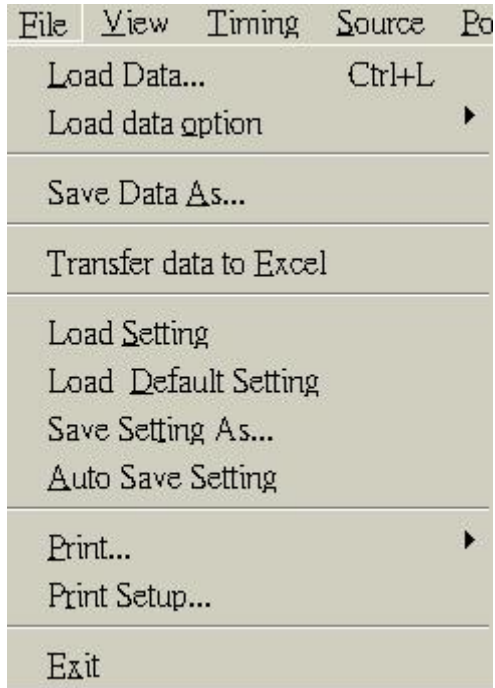 File View Timing Source Po
Load Data... Ctrl+L
Load data option
Save Data As...
Transfer data to Excel
Load Setting
Load Default Setting
Save Setting As...
Auto Save Setting
Print...
Print Setup...
Exit